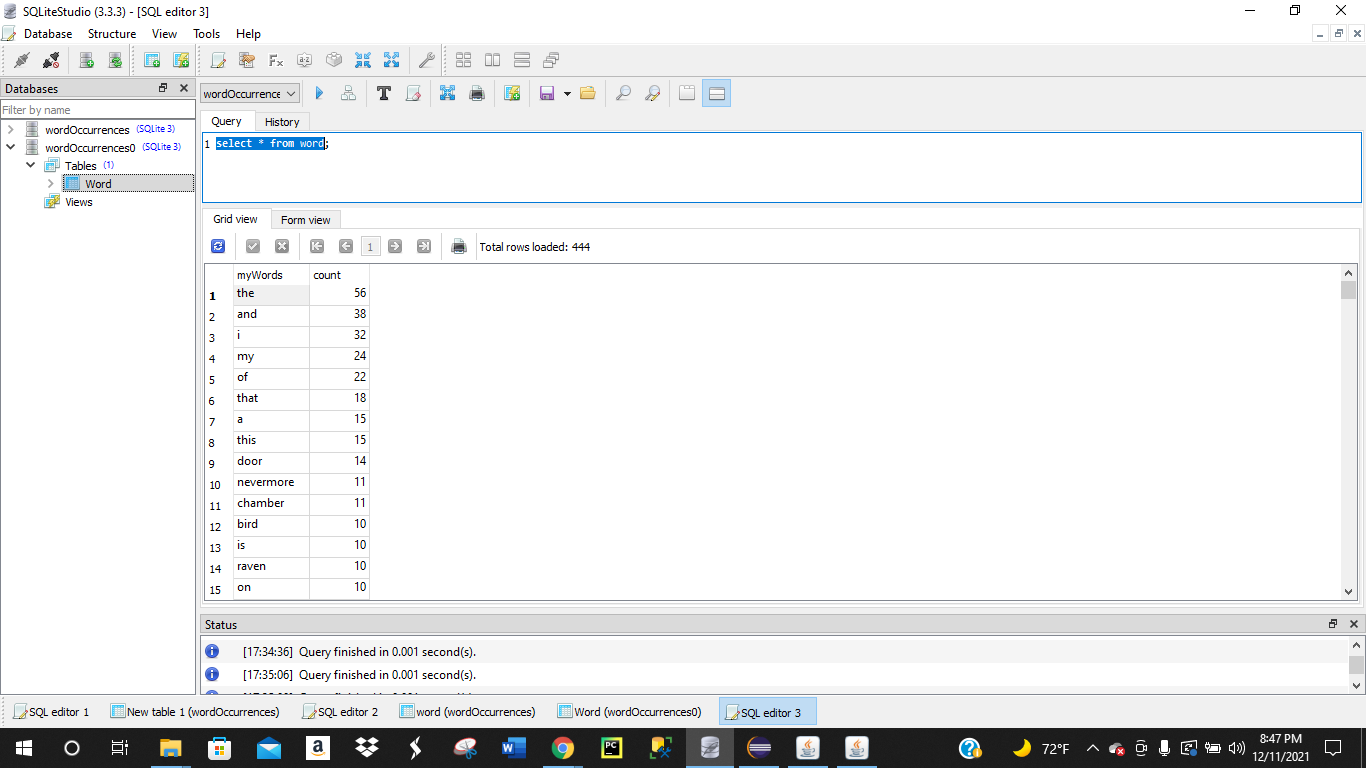 SQLiteStudio (3.3.3) - [SQL editor 3]
Database Structure View Tools Help
Databases
Filter by name
wordOccurrences (SQLite 3)
wordOccurrences0 (SQLite 3)
Tables (1)
Word
Views
wordOccurrence
Query History
1 select * from word;
Grid view Form view
1 Total rows loaded: 444
myWords count
1 the 56
2 and 38
3 i 32
4 my 24
5 of 22
6 that 18
7 a 15
8 this 15
9 door 14
10 nevermore 11
11 chamber 11
12 bird 10
13 is 10
14 raven 10
15 on 10
Status
[17:34:36] Query finished in 0.001 second(s).
[17:35:06] Query finished in 0.001 second(s).
SQL editor 1 New table 1 (wordOccurrences) SQL editor 2 word (wordOccurrences) Word (wordOccurrences0) SQL editor 3
72°F 8:47 PM
12/11/2021